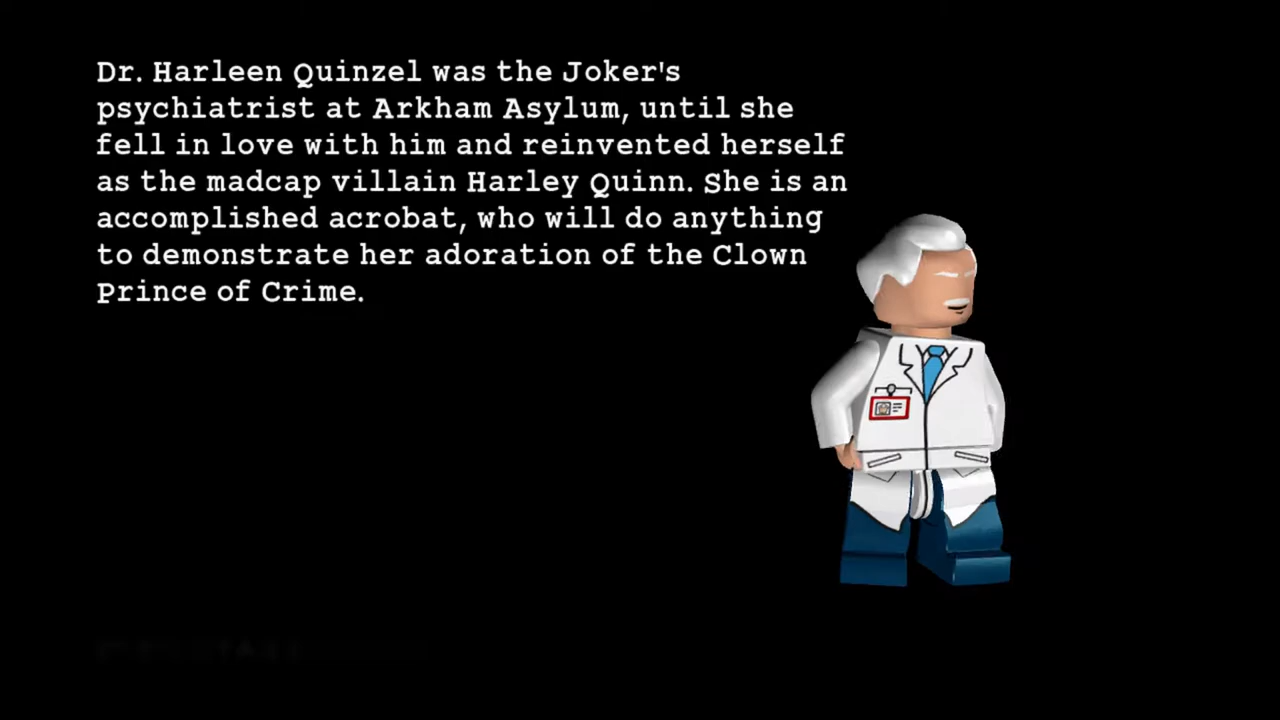 Dr. Harleen Quinzel was the Joker's
psychiatrist at Arkham Asylum, until she
fell in love with him and reinvented herself
as the madcap villain Harley Quinn. She is an
accomplished acrobat, who will do anything
to demonstrate her adoration of the Clown
Prince of Crime.